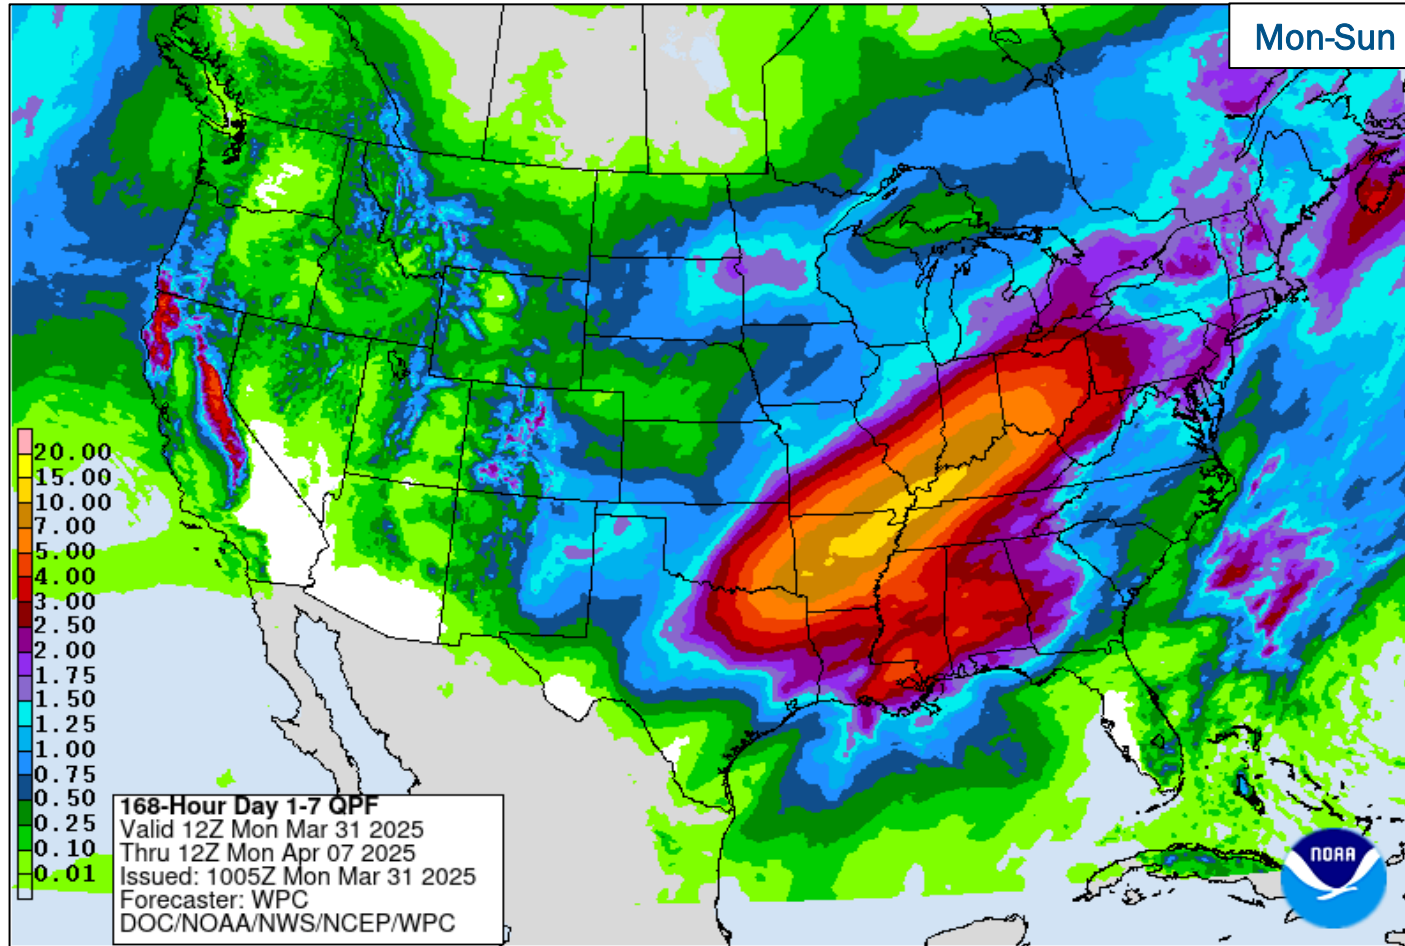 Mon-Sun
20.00
15.00
10.00
7.00
5.00
4.00
3.00
2.50
2.00
1.75
1.50
1.25
1.00
0.75
0.50
0.25
0.10
0.01
168-Hour Day 1-7 QPF
Valid 12Z Mon Mar 31 2025
Thru 12Z Mon Apr 07 2025
Issued: 1005Z Mon Mar 31 2025
Forecaster: WPC
DOC/NOAA/NWS/NCEP/WPC
NOAA